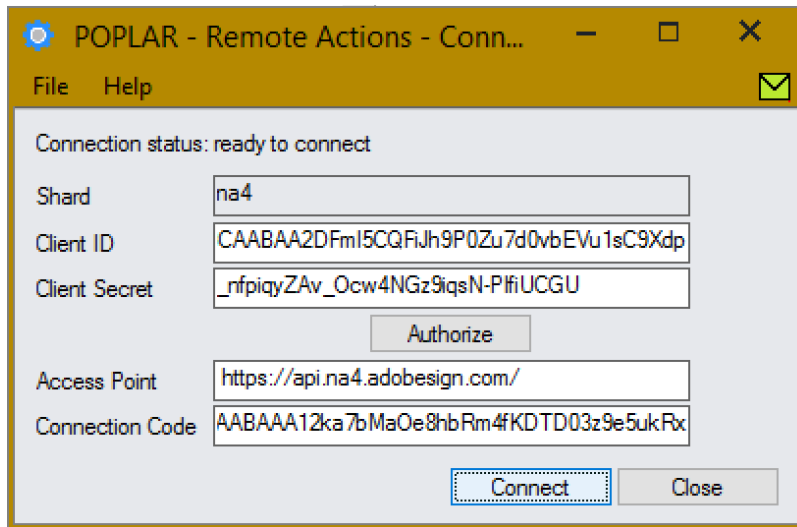 POPLAR - Remote Actions - Conn...
File Help
Connection status: ready to connect
Shard na4
Client ID CAABAA2DFmI5CQFiJh9P0Zu7d0vbEVu1sC9Xdp
Client Secret _nfpiqyZAv_Ocw4NGz9iqsN-PIfiUCGU
Authorize
Access Point https://api.na4.adobesign.com/
Connection Code AABAAA12ka7bMaOe8hbRm4fKDTD03z9e5ukRx
Connect Close